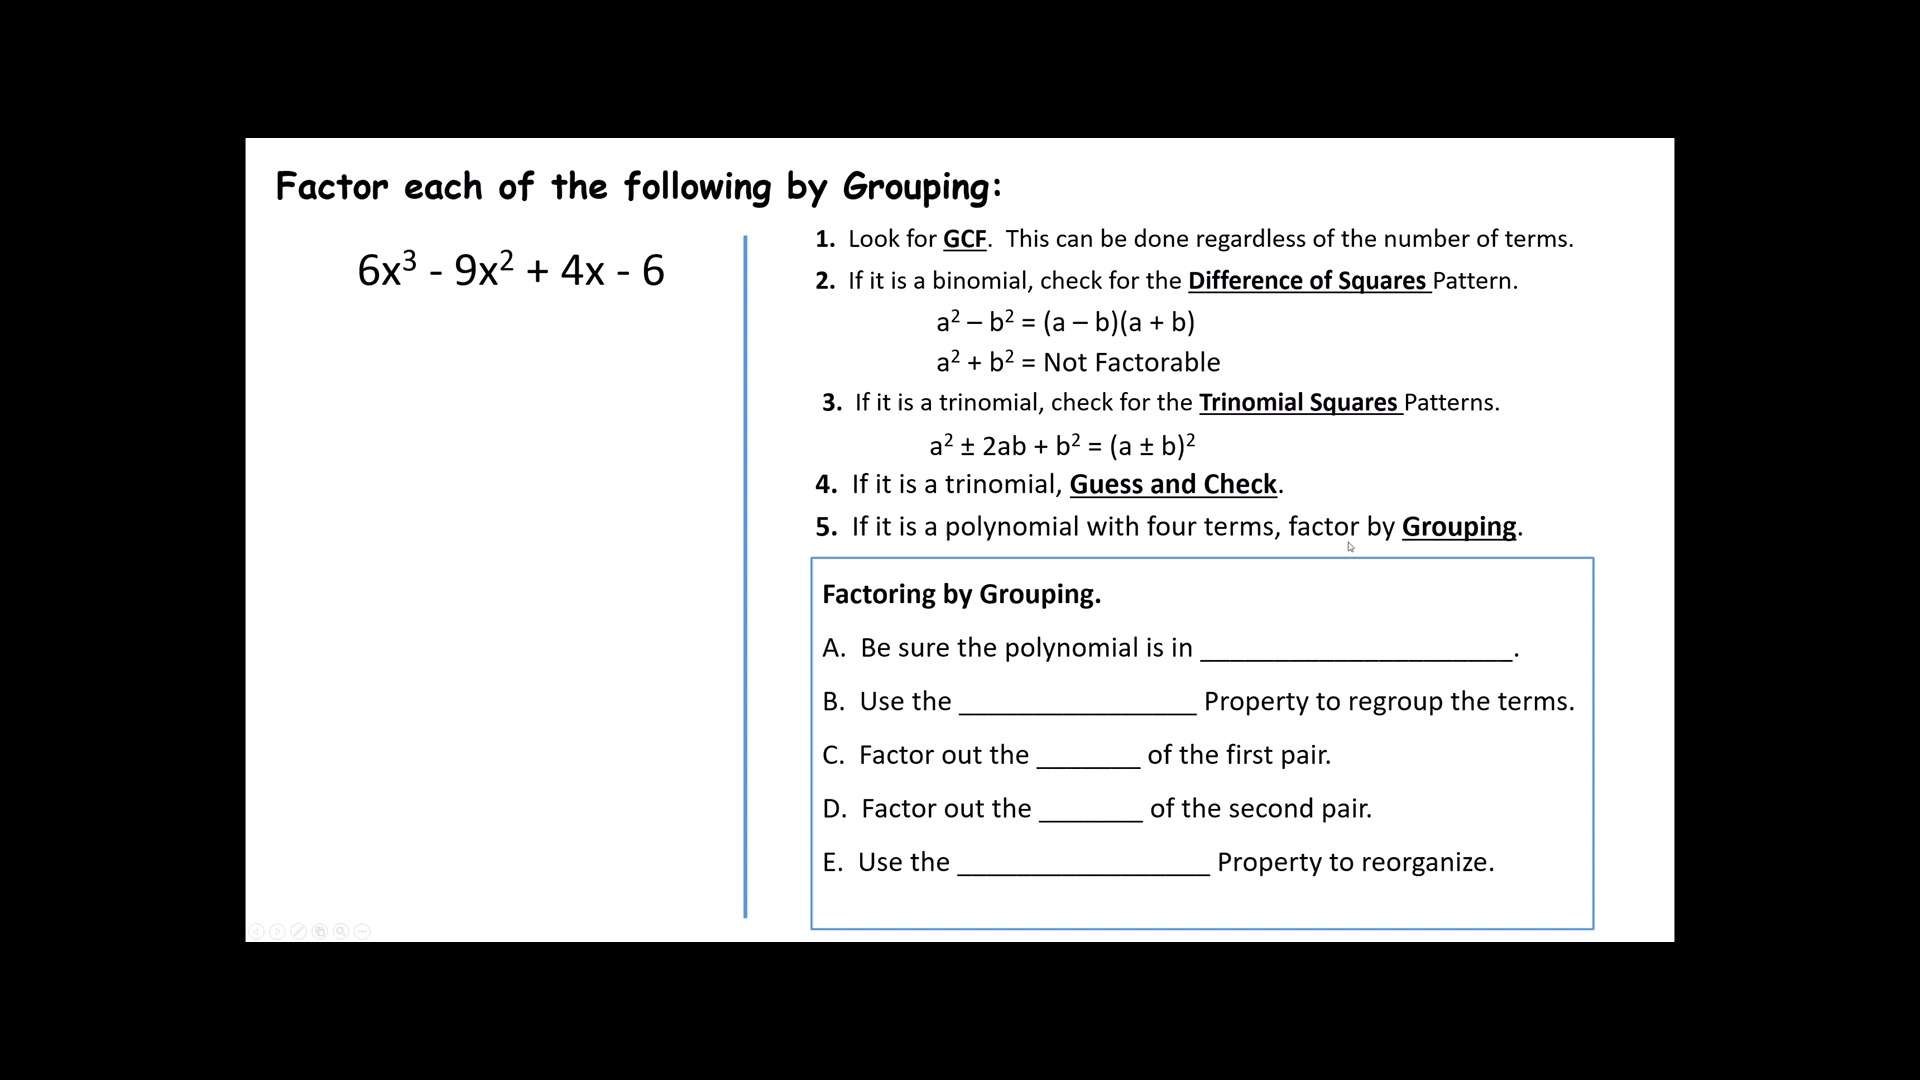 Factor each of the following by Grouping:
6x³ - 9x² + 4x - 6
1. Look for GCF. This can be done regardless of the number of terms.
2. If it is a binomial, check for the Difference of Squares Pattern.
a² – b² = (a – b)(a + b)
a² + b² = Not Factorable
3. If it is a trinomial, check for the Trinomial Squares Patterns.
a² ± 2ab + b² = (a ± b)²
4. If it is a trinomial, Guess and Check.
5. If it is a polynomial with four terms, factor by Grouping.
Factoring by Grouping.
A. Be sure the polynomial is in _____________________.
B. Use the ________________ Property to regroup the terms.
C. Factor out the _______ of the first pair.
D. Factor out the _______ of the second pair.
E. Use the _________________ Property to reorganize.